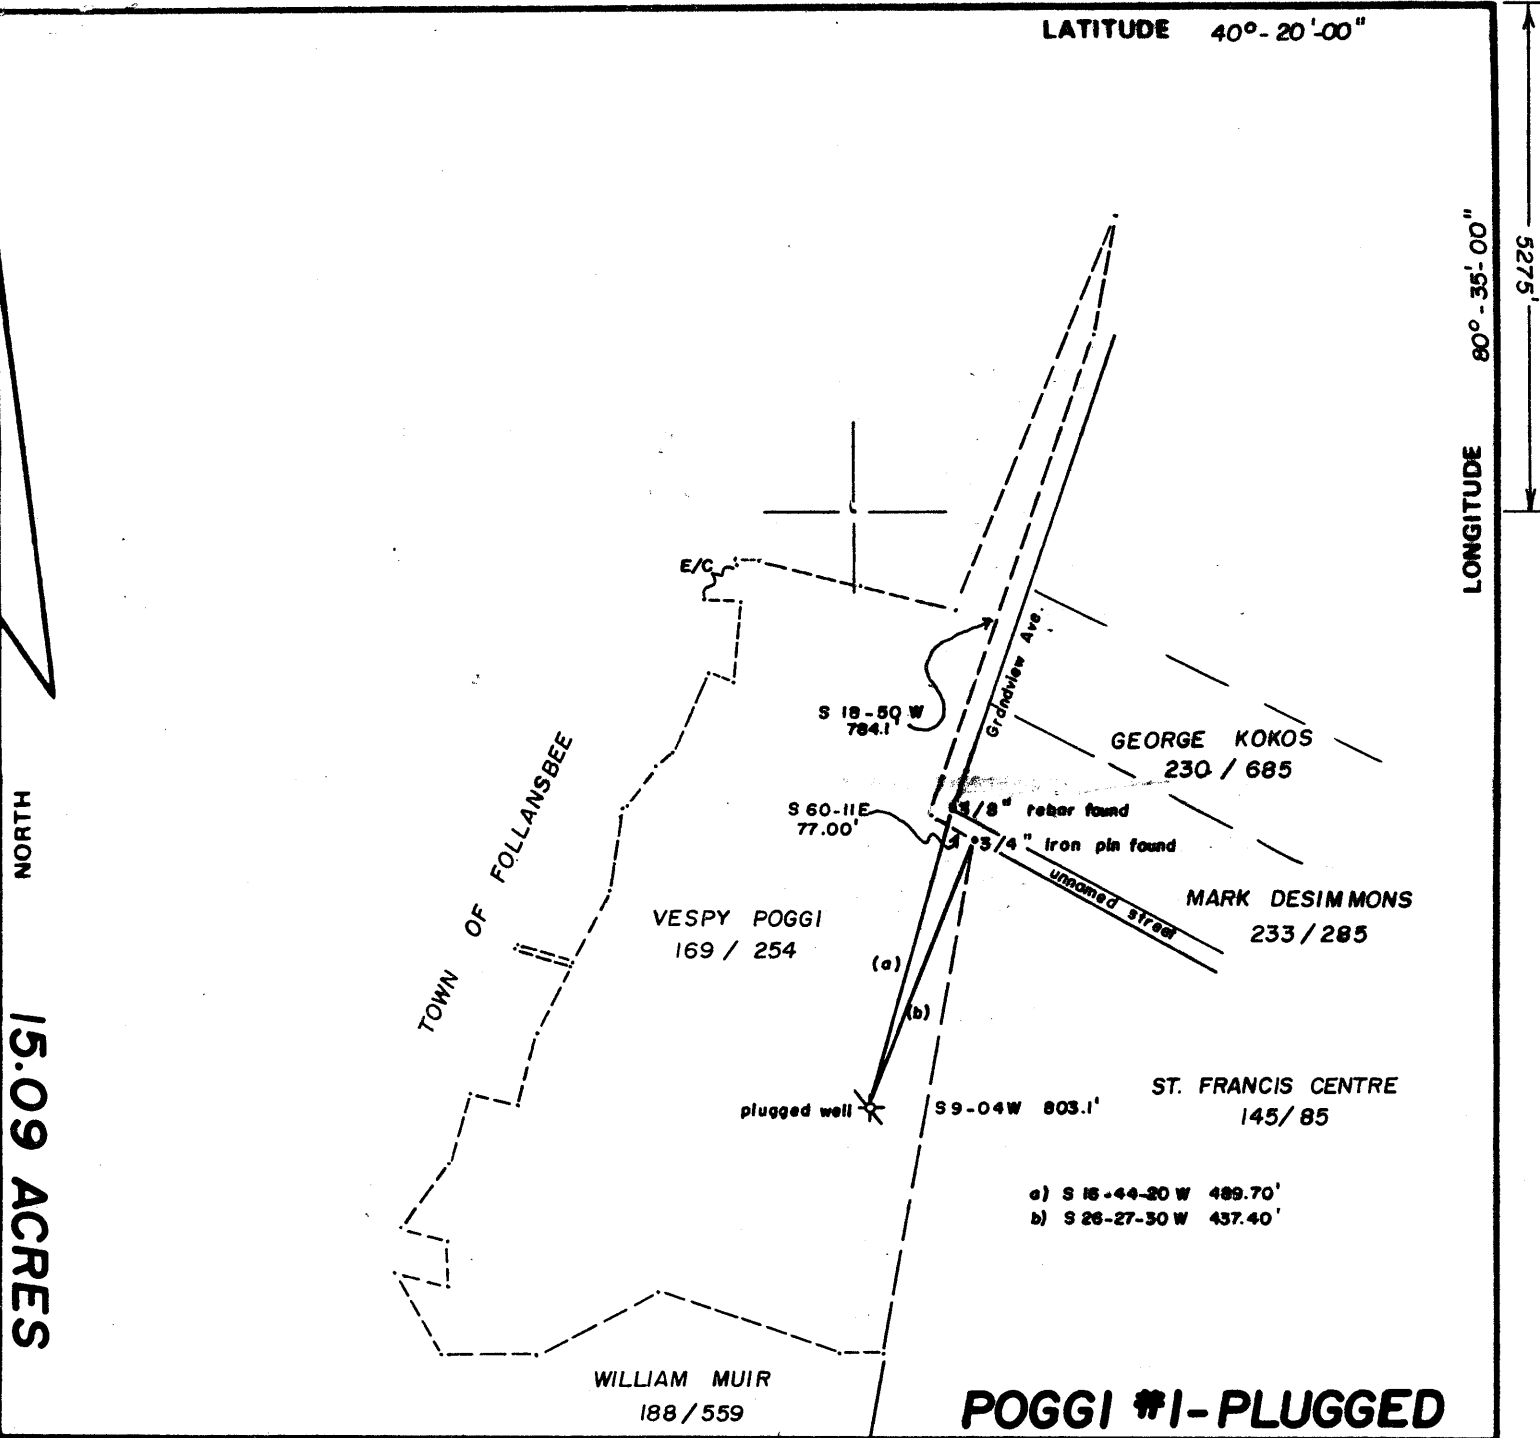 LATITUDE 40°-20'-00"
5275'
80°-35'-00"
LONGITUDE
E/C
Grandview Ave.
S 18-50 W
784.1'
GEORGE KOKOS
230 / 685
TOWN OF FOLLANSBEE
NORTH
S 60-11E
77.00'
5/8" rebar found
3/4" iron pin found
unnamed street
MARK DESIMMONS
233/285
VESPY POGGI
169 / 254
(a)
(b)
15.09 ACRES
plugged well
S 9-04W 803.1'
ST. FRANCIS CENTRE
145/85
a) S 16-44-20 W 489.70'
b) S 26-27-30 W 437.40'
WILLIAM MUIR
188/559
POGGI #1-PLUGGED